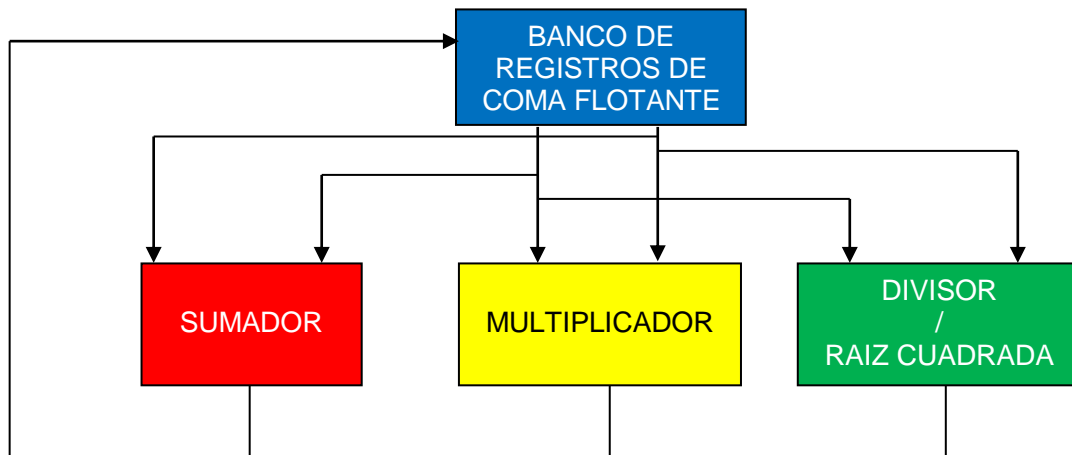 BANCO DE
REGISTROS DE
COMA FLOTANTE
SUMADOR
MULTIPLICADOR
DIVISOR
/
RAIZ CUADRADA